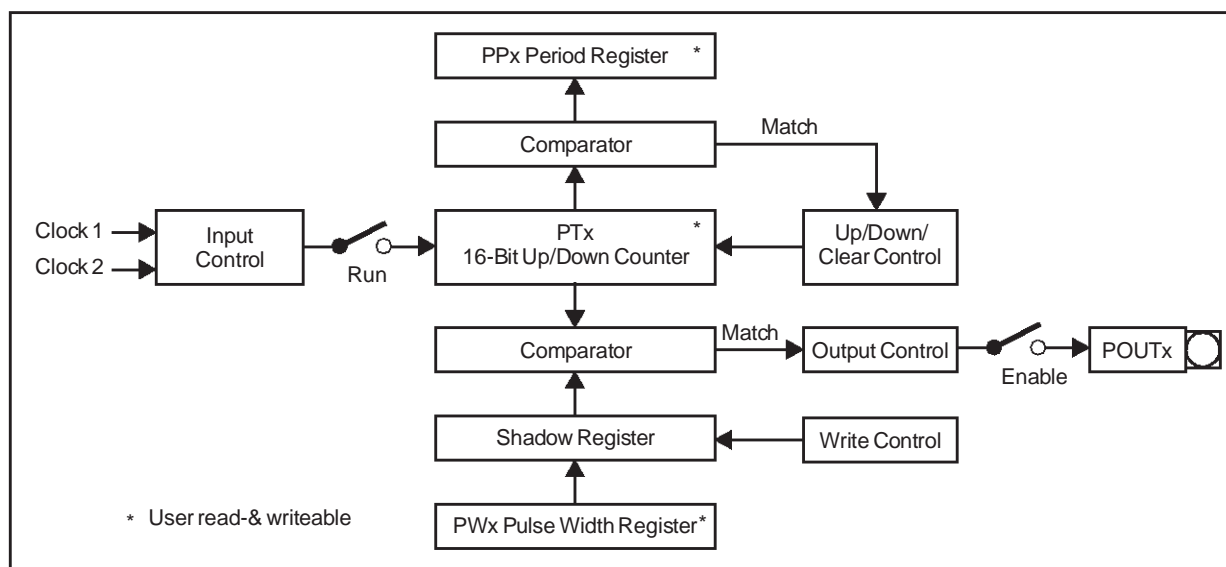 PPx Period Register *
Comparator
Match
Clock 1
Clock 2
Input
Control
Run
PTx *
16-Bit Up/Down Counter
Up/Down/
Clear Control
Comparator
Match
Output Control
Enable
POUTx
Shadow Register
Write Control
PWx Pulse Width Register *
* User read-& writeable